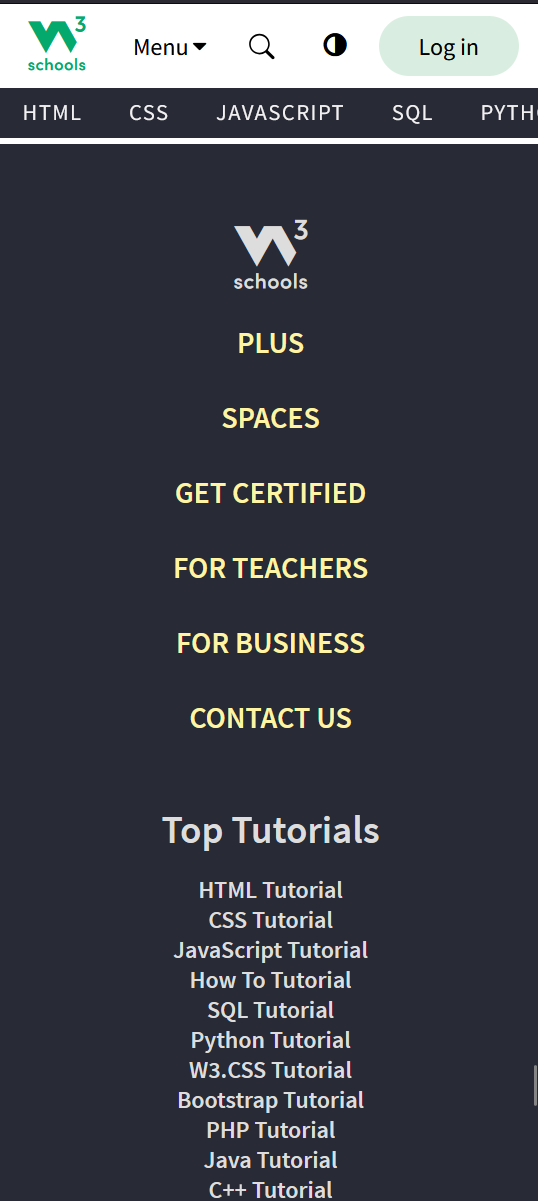 W3
schools
Menu
Log in
HTML CSS JAVASCRIPT SQL PYTH
W3
schools
PLUS
SPACES
GET CERTIFIED
FOR TEACHERS
FOR BUSINESS
CONTACT US
Top Tutorials
HTML Tutorial
CSS Tutorial
JavaScript Tutorial
How To Tutorial
SQL Tutorial
Python Tutorial
W3.CSS Tutorial
Bootstrap Tutorial
PHP Tutorial
Java Tutorial
C++ Tutorial